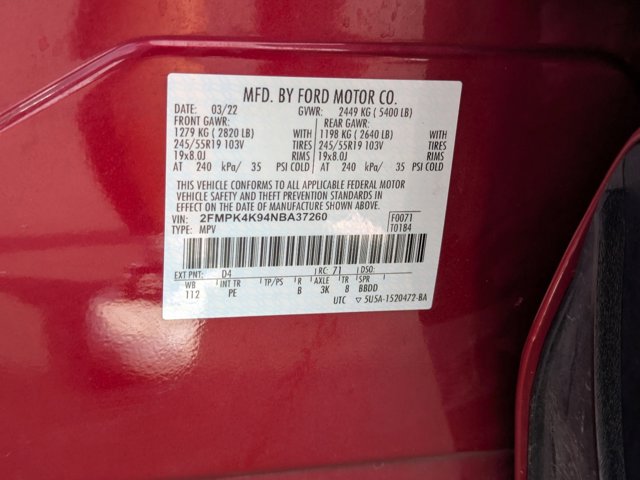 MFD. BY FORD MOTOR CO.
DATE: 03/22 GVWR: 2449 KG ( 5400 LB)
FRONT GAWR: REAR GAWR:
1279 KG ( 2820 LB) WITH 1198 KG ( 2640 LB) WITH
245/55R19 103V TIRES 245/55R19 103V TIRES
19x8.0J RIMS 19x8.0J RIMS
AT 240 kPa/ 35 PSI COLD AT 240 kPa/ 35 PSI COLD
THIS VEHICLE CONFORMS TO ALL APPLICABLE FEDERAL MOTOR
VEHICLE SAFETY AND THEFT PREVENTION STANDARDS IN
EFFECT ON THE DATE OF MANUFACTURE SHOWN ABOVE.
VIN: 2FMPK4K94NBA37260 F0071
TYPE: MPV T0184
EXT PNT: D4 RC: 71 DSO:
WB INT TR TP/PS R AXLE TR SPR
112 PE B 3K 8 BBDD
UTC ▽ 5U5A-1520472-BA